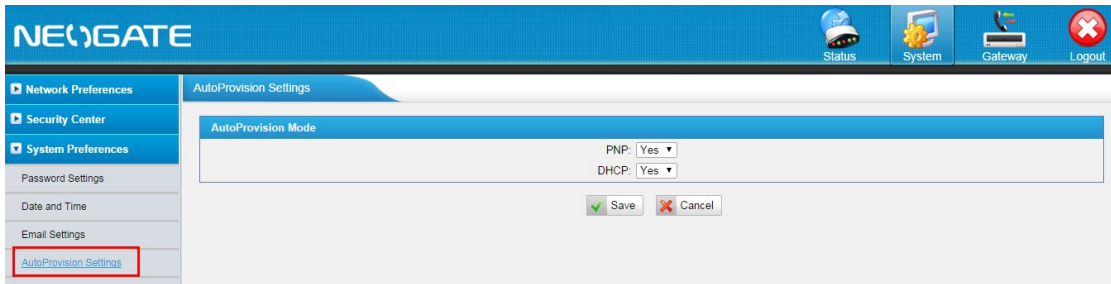 NEOGATE
Status
System
Gateway
Logout
Network Preferences
AutoProvision Settings
Security Center
AutoProvision Mode
System Preferences
PNP: Yes
DHCP: Yes
Password Settings
Date and Time
Save
Cancel
Email Settings
AutoProvision Settings